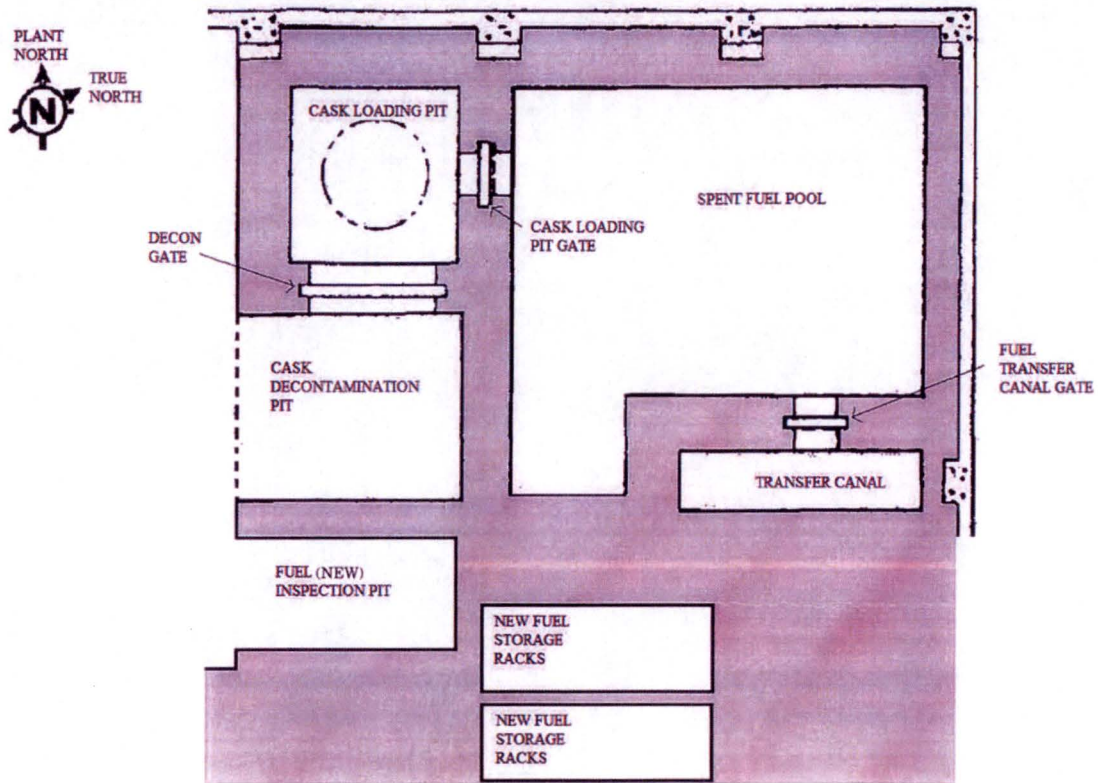 PLANT
NORTH
TRUE
NORTH
N
CASK LOADING PIT
SPENT FUEL POOL
CASK LOADING
PIT GATE
DECON
GATE
CASK
DECONTAMINATION
PIT
FUEL
TRANSFER
CANAL GATE
TRANSFER CANAL
FUEL (NEW)
INSPECTION PIT
NEW FUEL
STORAGE
RACKS
NEW FUEL
STORAGE
RACKS